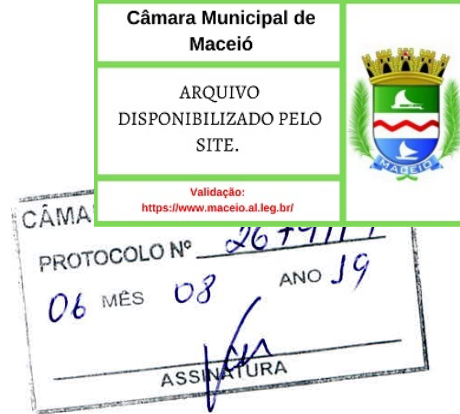 Câmara Municipal de
Maceió
ARQUIVO
DISPONIBILIZADO PELO
SITE.
Validação:
https://www.maceio.al.leg.br/
MACEIÓ
CÂMA
PROTOCOLO Nº
06 MÊS 08 ANO 19
ASSINATURA